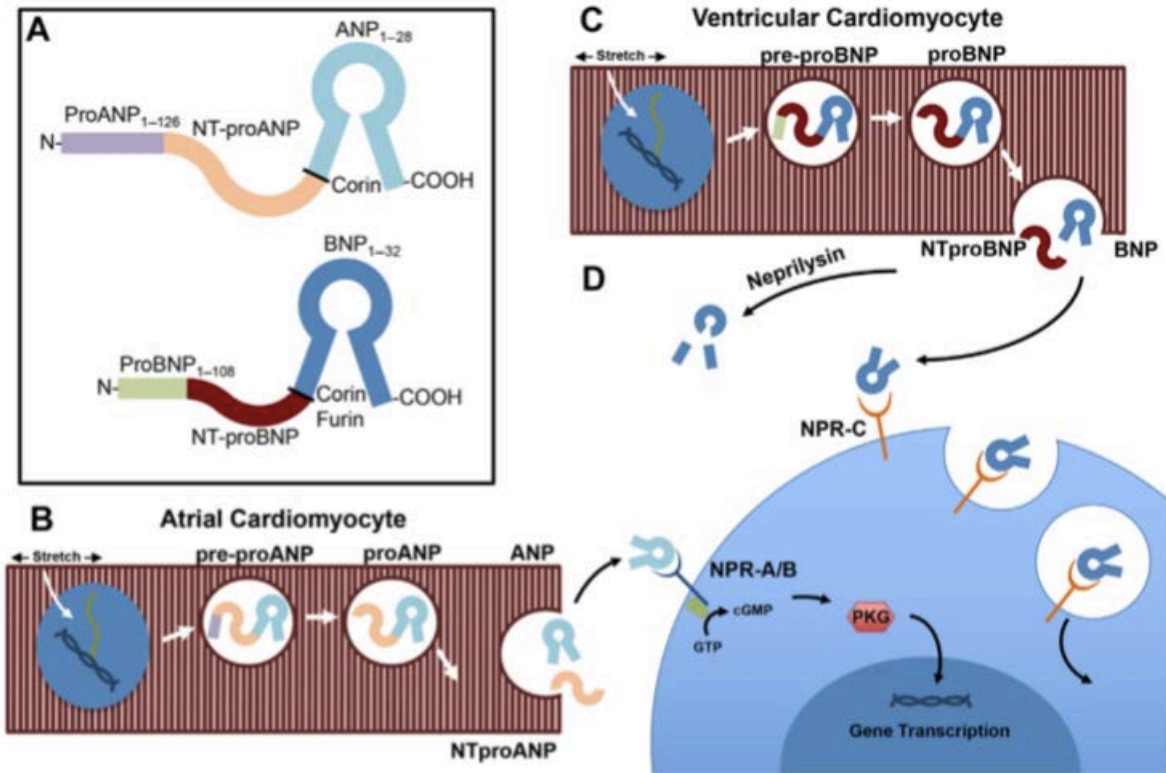 A
ANP1–28
ProANP1–126
NT-proANP
N-
Corin
-COOH
BNP1–32
ProBNP1–108
N-
Corin
Furin
-COOH
NT-proBNP
B
Atrial Cardiomyocyte
Stretch
pre-proANP
proANP
ANP
NTproANP
C
Ventricular Cardiomyocyte
Stretch
pre-proBNP
proBNP
NTproBNP
BNP
D
Neprilysin
NPR-C
NPR-A/B
cGMP
GTP
PKG
Gene Transcription